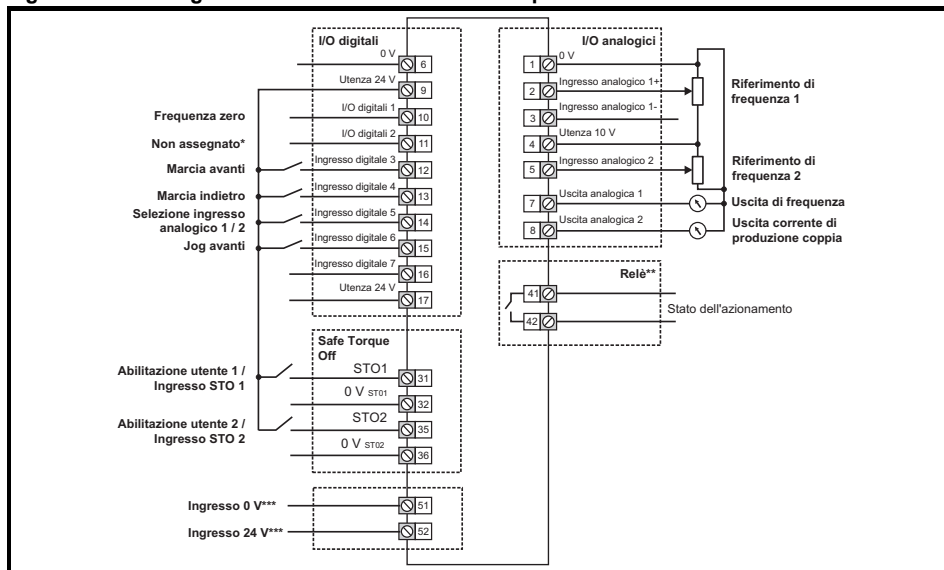 I/O digitali
0 V
6
Utenza 24 V
9
Frequenza zero
I/O digitali 1
10
Non assegnato*
I/O digitali 2
11
Marcia avanti
Ingresso digitale 3
12
Marcia indietro
Ingresso digitale 4
13
Selezione ingresso
analogico 1 / 2
Ingresso digitale 5
14
Jog avanti
Ingresso digitale 6
15
Ingresso digitale 7
16
Utenza 24 V
17
Safe Torque
Off
Abilitazione utente 1 /
Ingresso STO 1
STO1
31
0 V STO1
32
Abilitazione utente 2 /
Ingresso STO 2
STO2
35
0 V STO2
36
Ingresso 0 V***
51
Ingresso 24 V***
52
I/O analogici
1
0 V
2
Ingresso analogico 1+
Riferimento di
frequenza 1
3
Ingresso analogico 1-
4
Utenza 10 V
5
Ingresso analogico 2
Riferimento di
frequenza 2
7
Uscita analogica 1
Uscita di frequenza
8
Uscita analogica 2
Uscita corrente di
produzione coppia
Relè**
41
42
Stato dell'azionamento